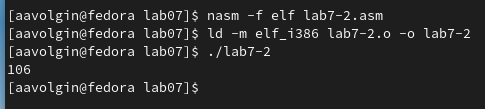 [aavolgin@fedora lab07]$ nasm -f elf lab7-2.asm
[aavolgin@fedora lab07]$ ld -m elf_i386 lab7-2.o -o lab7-2
[aavolgin@fedora lab07]$ ./lab7-2
106
[aavolgin@fedora lab07]$